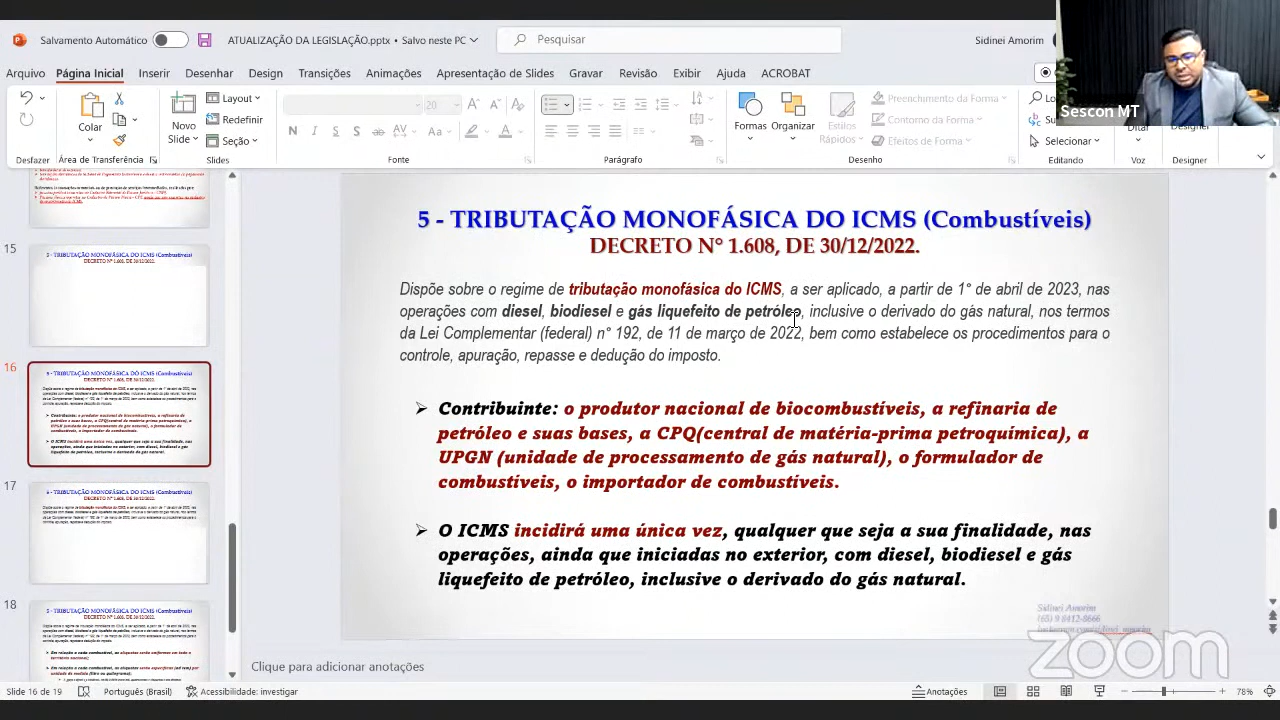 Salvamento Automático
ATUALIZAÇÃO DA LEGISLAÇÃO.pptx • Salvo neste PC
Pesquisar
Sidinei Amorim
Arquivo Página Inicial Inserir Desenhar Design Transições Animações Apresentação de Slides Gravar Revisão Exibir Ajuda ACROBAT
Sescon MT
Colar
Novo
Slide
Layout
Redefinir
Seção
20
Formas
Organizar
Estilos
Rápidos
Preenchimento da Forma
Contorno da Forma
Efeitos de Forma
Selecionar
Ditar
Designer
Desfazer
Área de Transferência
Slides
Fonte
Parágrafo
Desenho
Editando
Voz
Designer
15
16
17
18
5 - TRIBUTAÇÃO MONOFÁSICA DO ICMS (Combustíveis)
DECRETO N° 1.608, DE 30/12/2022.
Dispõe sobre o regime de tributação monofásica do ICMS, a ser aplicado, a partir de 1° de abril de 2023, nas
operações com diesel, biodiesel e gás liquefeito de petróleo, inclusive o derivado do gás natural, nos termos
da Lei Complementar (federal) n° 192, de 11 de março de 2022, bem como estabelece os procedimentos para o
controle, apuração, repasse e dedução do imposto.
➢ Contribuinte: o produtor nacional de biocombustíveis, a refinaria de
petróleo e suas bases, a CPQ(central de matéria-prima petroquímica), a
UPGN (unidade de processamento de gás natural), o formulador de
combustíveis, o importador de combustíveis.
➢ O ICMS incidirá uma única vez, qualquer que seja a sua finalidade, nas
operações, ainda que iniciadas no exterior, com diesel, biodiesel e gás
liquefeito de petróleo, inclusive o derivado do gás natural.
Sidinei Amorim
(65) 9 8412-8666
zoom
Clique para adicionar anotações
Slide 16 de 19
Português (Brasil)
Acessibilidade: investigar
Anotações
78%